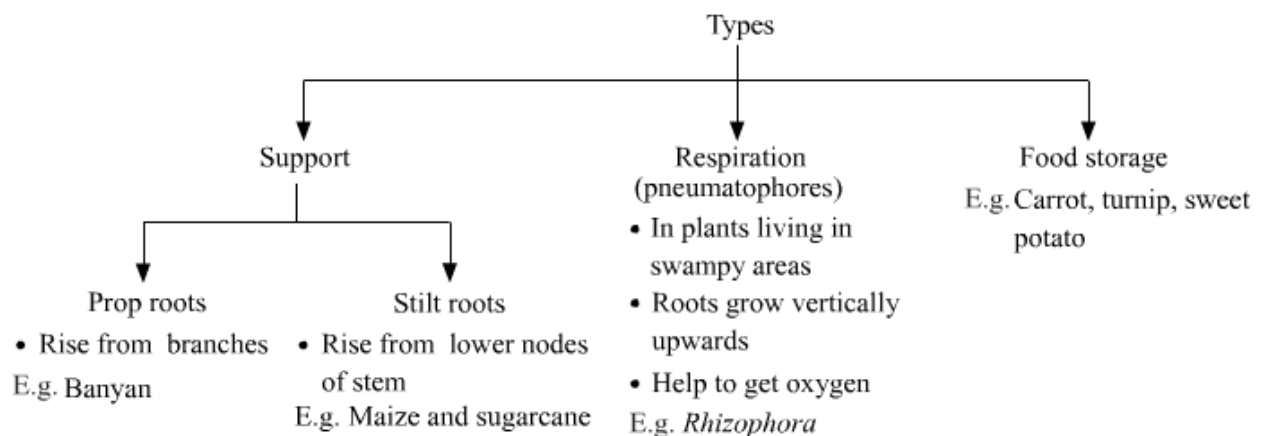 Types
Support
Prop roots
• Rise from branches
E.g. Banyan
Stilt roots
• Rise from lower nodes
of stem
E.g. Maize and sugarcane
Respiration
(pneumatophores)
• In plants living in
swampy areas
• Roots grow vertically
upwards
• Help to get oxygen
E.g. Rhizophora
Food storage
E.g. Carrot, turnip, sweet
potato